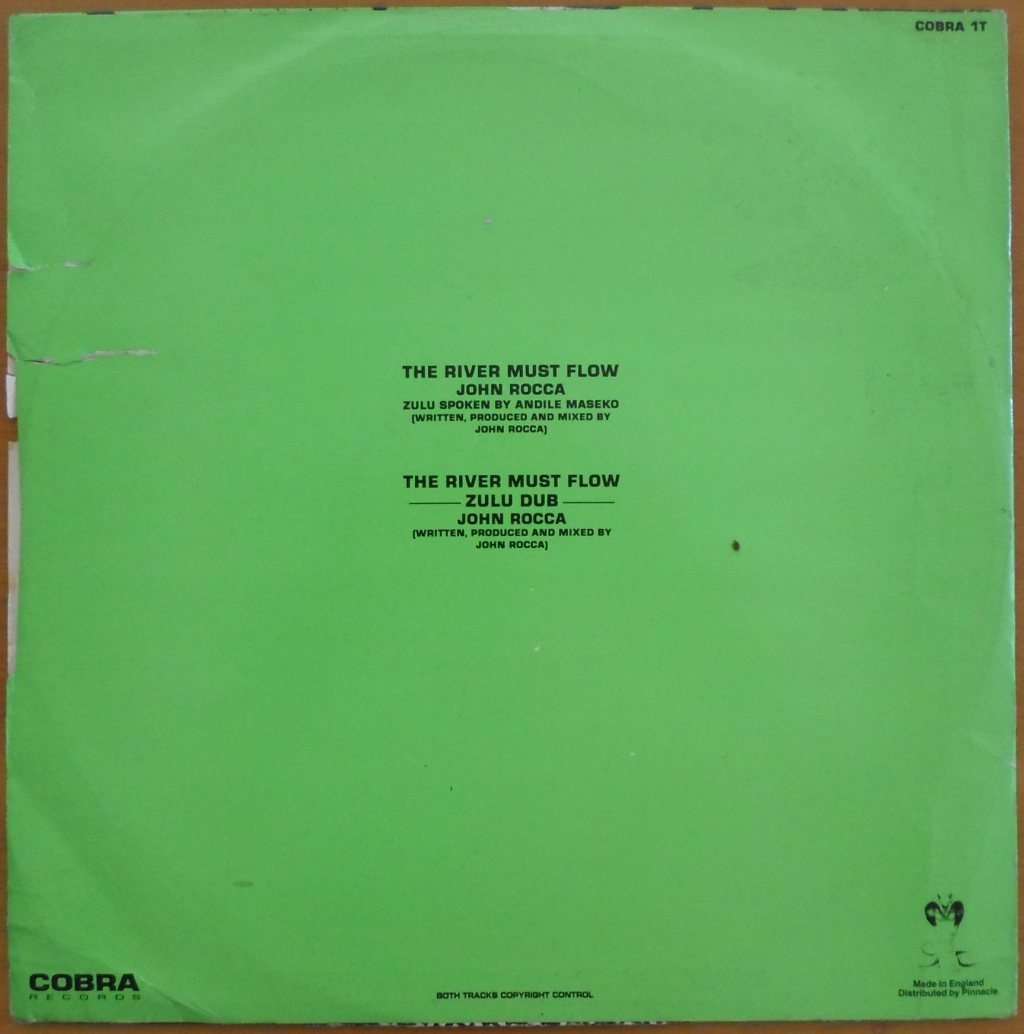 COBRA 1T
THE RIVER MUST FLOW
JOHN ROCCA
ZULU SPOKEN BY ANDILE MASEKO
(WRITTEN, PRODUCED AND MIXED BY
JOHN ROCCA)
THE RIVER MUST FLOW
ZULU DUB
JOHN ROCCA
(WRITTEN, PRODUCED AND MIXED BY
JOHN ROCCA)
COBRA
RECORDS
BOTH TRACKS COPYRIGHT CONTROL
Made in England
Distributed by Pinnacle